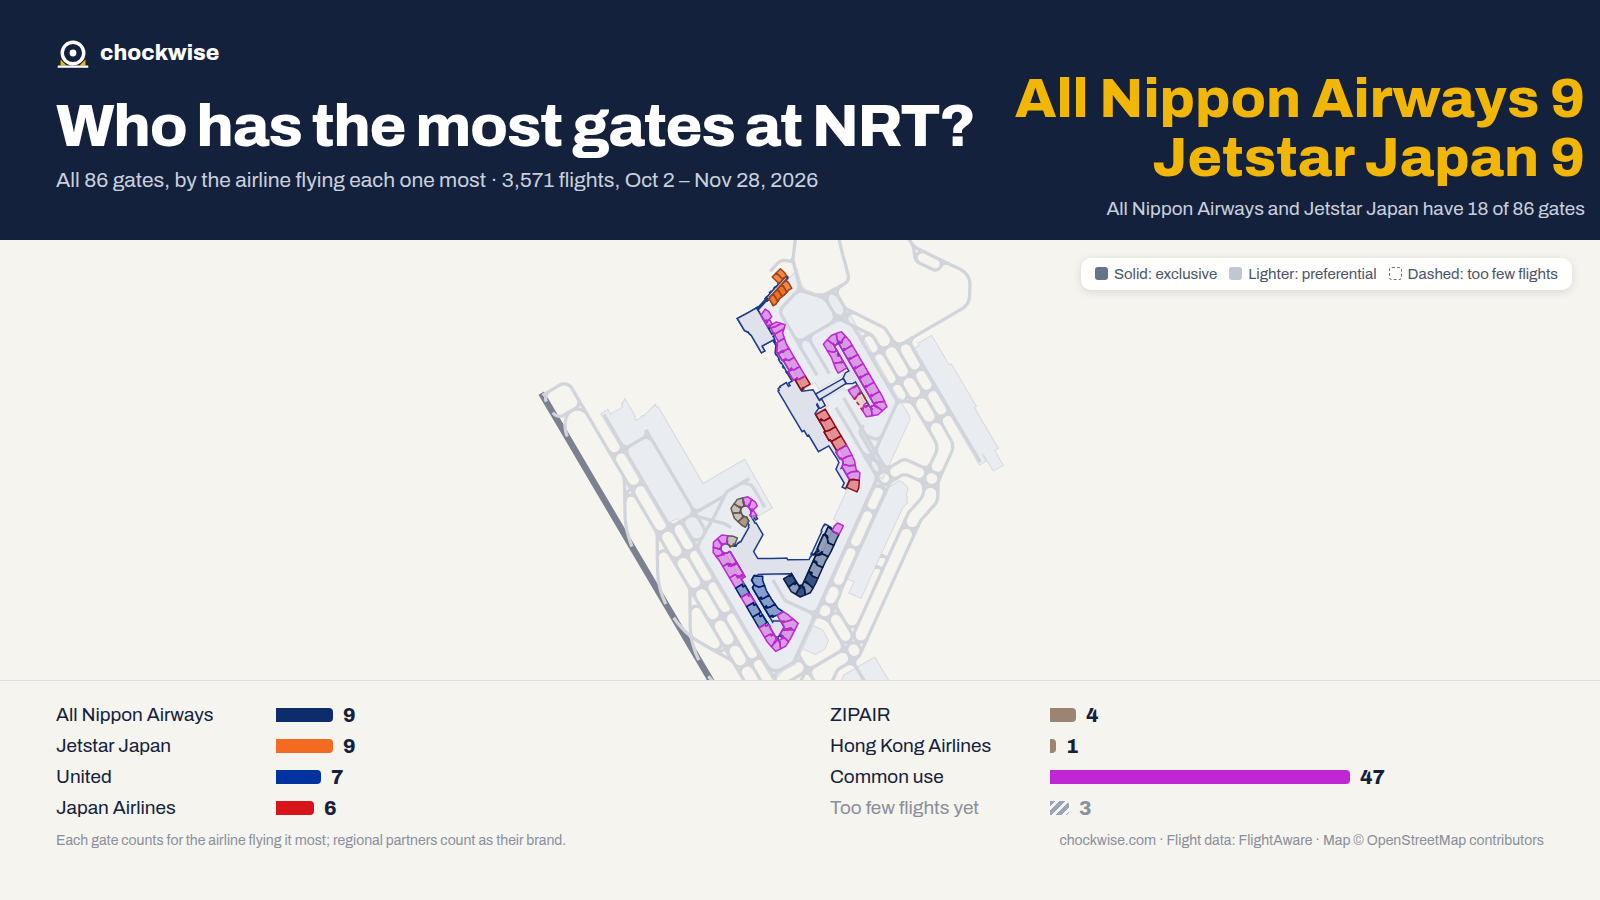 chockwise
Who has the most gates at NRT?
All 86 gates, by the airline flying each one most · 3,571 flights, Oct 2 – Nov 28, 2026
All Nippon Airways 9
Jetstar Japan 9
All Nippon Airways and Jetstar Japan have 18 of 86 gates
Solid: exclusive
Lighter: preferential
Dashed: too few flights
All Nippon Airways 9
Jetstar Japan 9
United 7
Japan Airlines 6
ZIPAIR 4
Hong Kong Airlines 1
Common use 47
Too few flights yet 3
Each gate counts for the airline flying it most; regional partners count as their brand.
chockwise.com · Flight data: FlightAware · Map © OpenStreetMap contributors